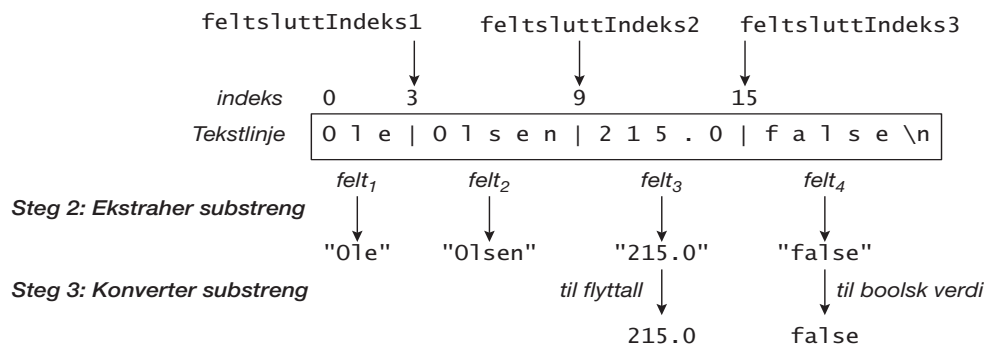 feltsluttIndeks1 feltsluttIndeks2 feltsluttIndeks3
indeks 0 3 9 15
Tekstlinje O l e | O l s e n | 2 1 5 . 0 | f a l s e \n
felt1 felt2 felt3 felt4
Steg 2: Ekstraher substreng
"Ole" "Olsen" "215.0" "false"
Steg 3: Konverter substreng til flyttall til boolsk verdi
215.0 false